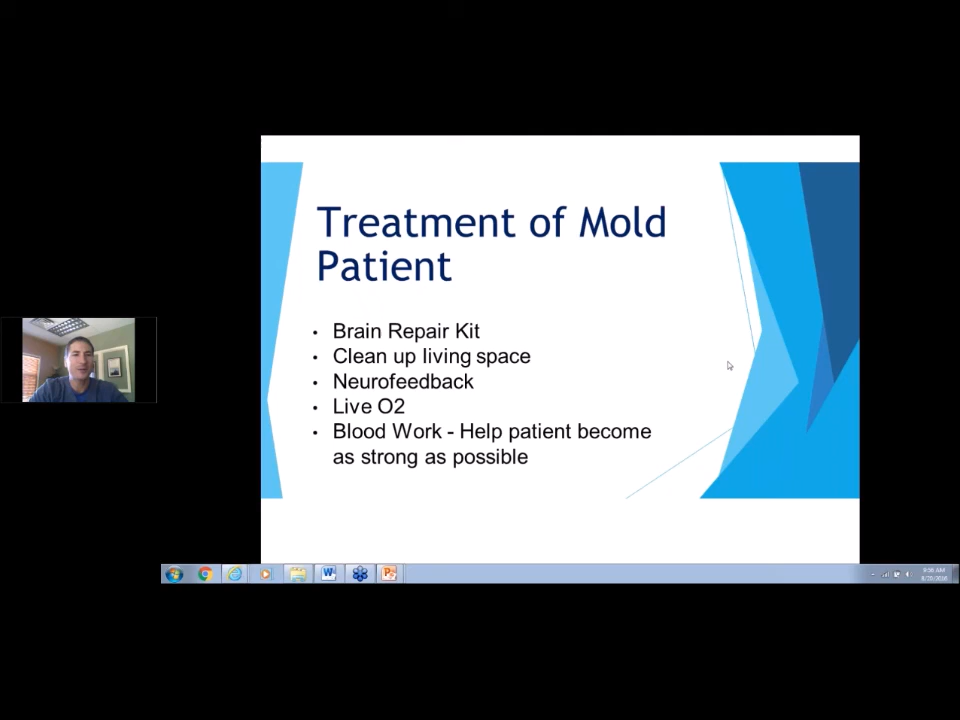 Treatment of Mold
Patient
• Brain Repair Kit
• Clean up living space
• Neurofeedback
• Live O2
• Blood Work - Help patient become
as strong as possible